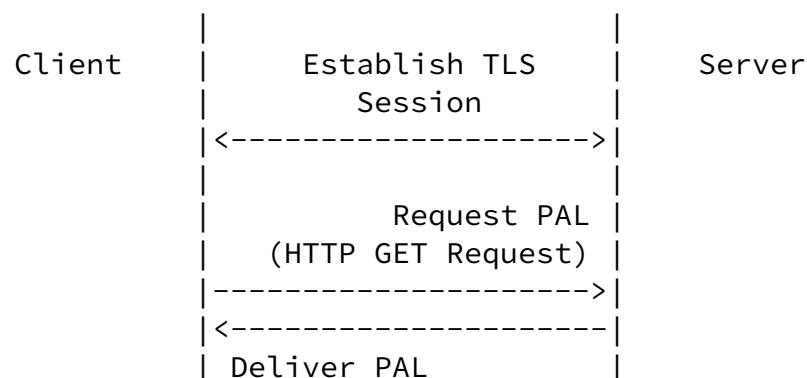 Client Establish TLS Server
Session
Request PAL
(HTTP GET Request)
Deliver PAL